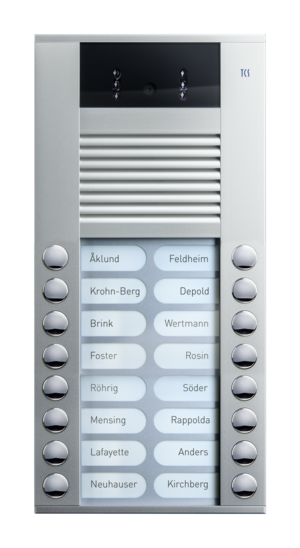 TCS
Åklund Feldheim
Krohn-Berg Depold
Brink Wertmann
Foster Rosin
Röhrig Söder
Mensing Rappolda
Lafayette Anders
Neuhauser Kirchberg